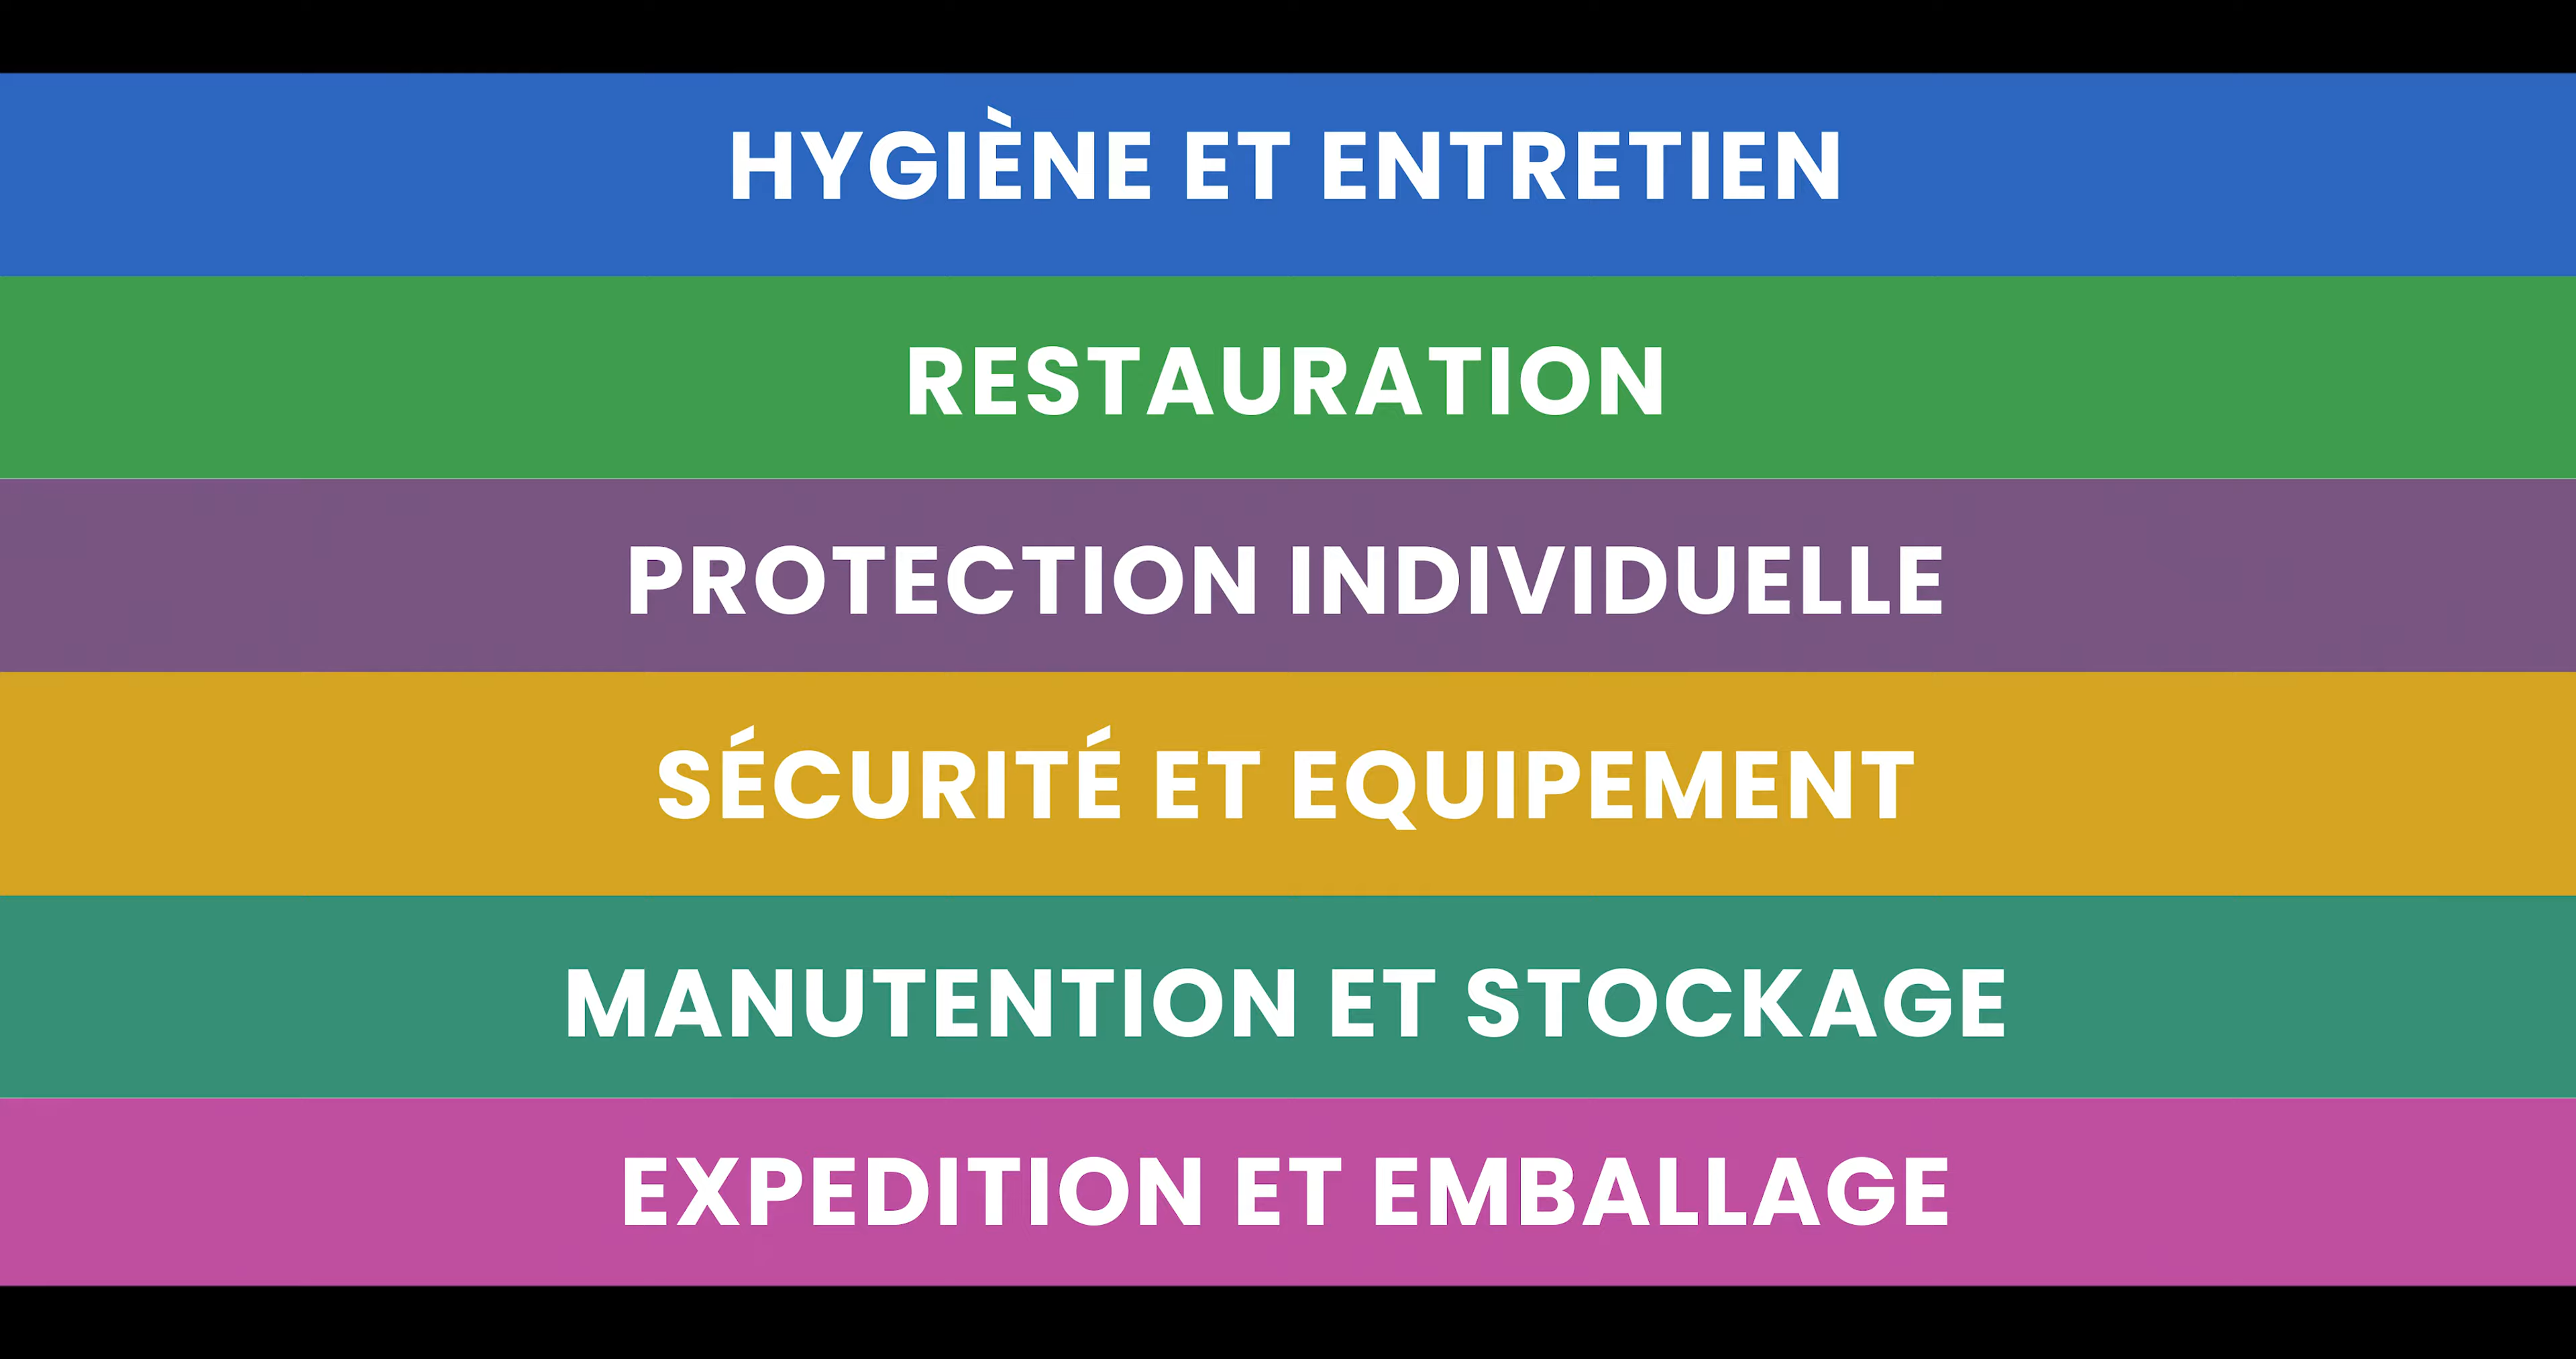 HYGIÈNE ET ENTRETIEN
RESTAURATION
PROTECTION INDIVIDUELLE
SÉCURITÉ ET EQUIPEMENT
MANUTENTION ET STOCKAGE
EXPEDITION ET EMBALLAGE